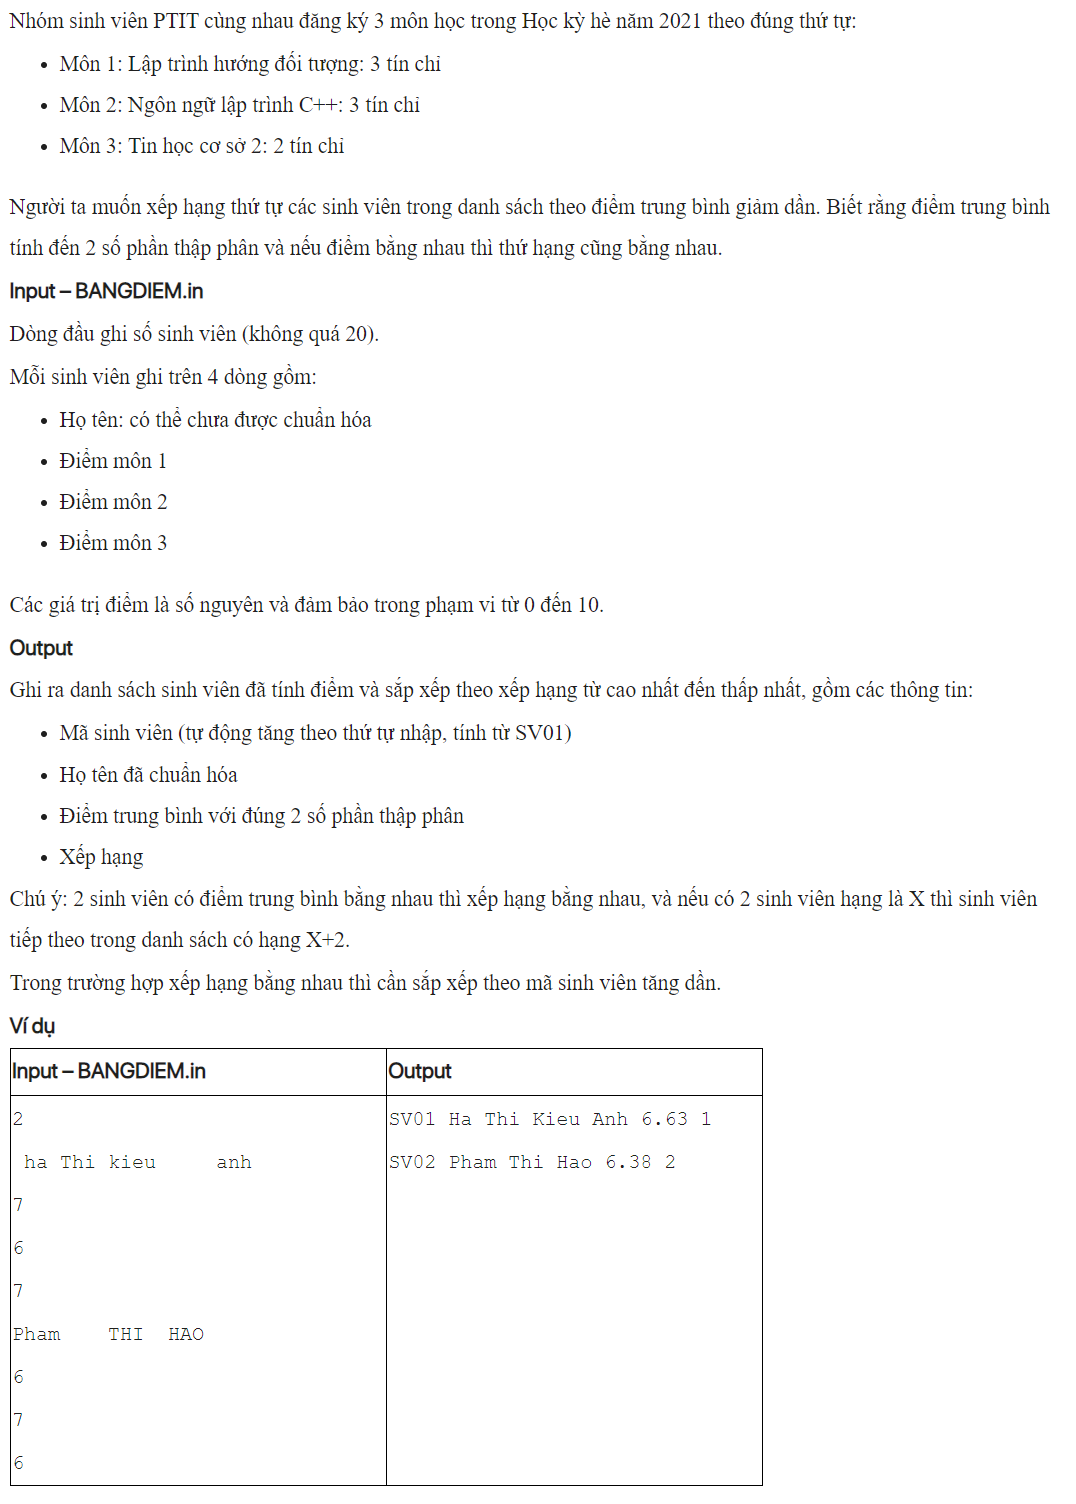 Nhóm sinh viên PTIT cùng nhau đăng ký 3 môn học trong Học kỳ hè năm 2021 theo đúng thứ tự:
• Môn 1: Lập trình hướng đối tượng: 3 tín chỉ
• Môn 2: Ngôn ngữ lập trình C++: 3 tín chỉ
• Môn 3: Tin học cơ sở 2: 2 tín chỉ
Người ta muốn xếp hạng thứ tự các sinh viên trong danh sách theo điểm trung bình giảm dần. Biết rằng điểm trung bình
tính đến 2 số phần thập phân và nếu điểm bằng nhau thì thứ hạng cũng bằng nhau.
Input – BANGDIEM.in
Dòng đầu ghi số sinh viên (không quá 20).
Mỗi sinh viên ghi trên 4 dòng gồm:
• Họ tên: có thể chưa được chuẩn hóa
• Điểm môn 1
• Điểm môn 2
• Điểm môn 3
Các giá trị điểm là số nguyên và đảm bảo trong phạm vi từ 0 đến 10.
Output
Ghi ra danh sách sinh viên đã tính điểm và sắp xếp theo xếp hạng từ cao nhất đến thấp nhất, gồm các thông tin:
• Mã sinh viên (tự động tăng theo thứ tự nhập, tính từ SV01)
• Họ tên đã chuẩn hóa
• Điểm trung bình với đúng 2 số phần thập phân
• Xếp hạng
Chú ý: 2 sinh viên có điểm trung bình bằng nhau thì xếp hạng bằng nhau, và nếu có 2 sinh viên hạng là X thì sinh viên
tiếp theo trong danh sách có hạng X+2.
Trong trường hợp xếp hạng bằng nhau thì cần sắp xếp theo mã sinh viên tăng dần.
Ví dụ
Input – BANGDIEM.in
2
 ha Thi kieu     anh
7
6
7
Pham    THI  HAO
6
7
6
Output
SV01 Ha Thi Kieu Anh 6.63 1
SV02 Pham Thi Hao 6.38 2